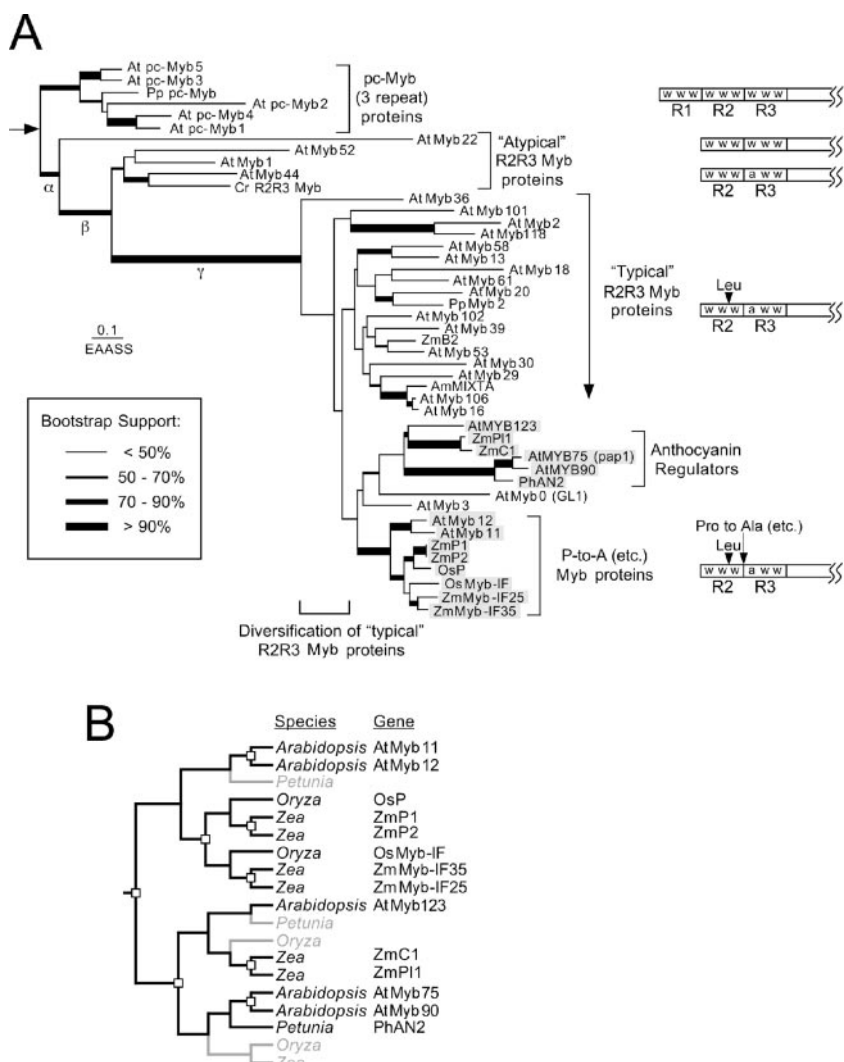 A
At pc-Myb5
At pc-Myb3
Pp pc-Myb
At pc-Myb2
At pc-Myb4
At pc-Myb1
pc-Myb
(3 repeat)
proteins
w w w w w w w w w
R1 R2 R3
At Myb22
At Myb52
At Myb1
At Myb44
Cr R2R3 Myb
"Atypical"
R2R3 Myb
proteins
w w w w w w
w w w a w w
R2 R3
α
β
γ
At Myb36
At Myb101
At Myb2
At Myb118
At Myb58
At Myb13
At Myb18
At Myb61
At Myb20
Pp Myb2
At Myb102
At Myb39
ZmB2
At Myb53
At Myb30
At Myb29
AmMIXTA
At Myb106
At Myb16
"Typical"
R2R3 Myb
proteins
Leu
w w w a w w
R2 R3
0.1
EAASS
Bootstrap Support:
< 50%
50 - 70%
70 - 90%
> 90%
AtMYB123
ZmPl1
ZmC1
AtMYB75 (pap1)
AtMYB90
PhAN2
Anthocyanin
Regulators
At Myb0 (GL1)
At Myb3
At Myb12
At Myb11
ZmP1
ZmP2
OsP
OsMyb-IF
ZmMyb-IF25
ZmMyb-IF35
P-to-A (etc.)
Myb proteins
Pro to Ala (etc.)
Leu
w w w a w w
R2 R3
Diversification of "typical"
R2R3 Myb proteins
B
Species Gene
Arabidopsis AtMyb11
Arabidopsis AtMyb12
Petunia
Oryza OsP
Zea ZmP1
Zea ZmP2
Oryza OsMyb-IF
Zea ZmMyb-IF35
Zea ZmMyb-IF25
Arabidopsis AtMyb123
Petunia
Oryza
Zea ZmC1
Zea ZmPl1
Arabidopsis AtMyb75
Arabidopsis AtMyb90
Petunia PhAN2
Oryza
Zea